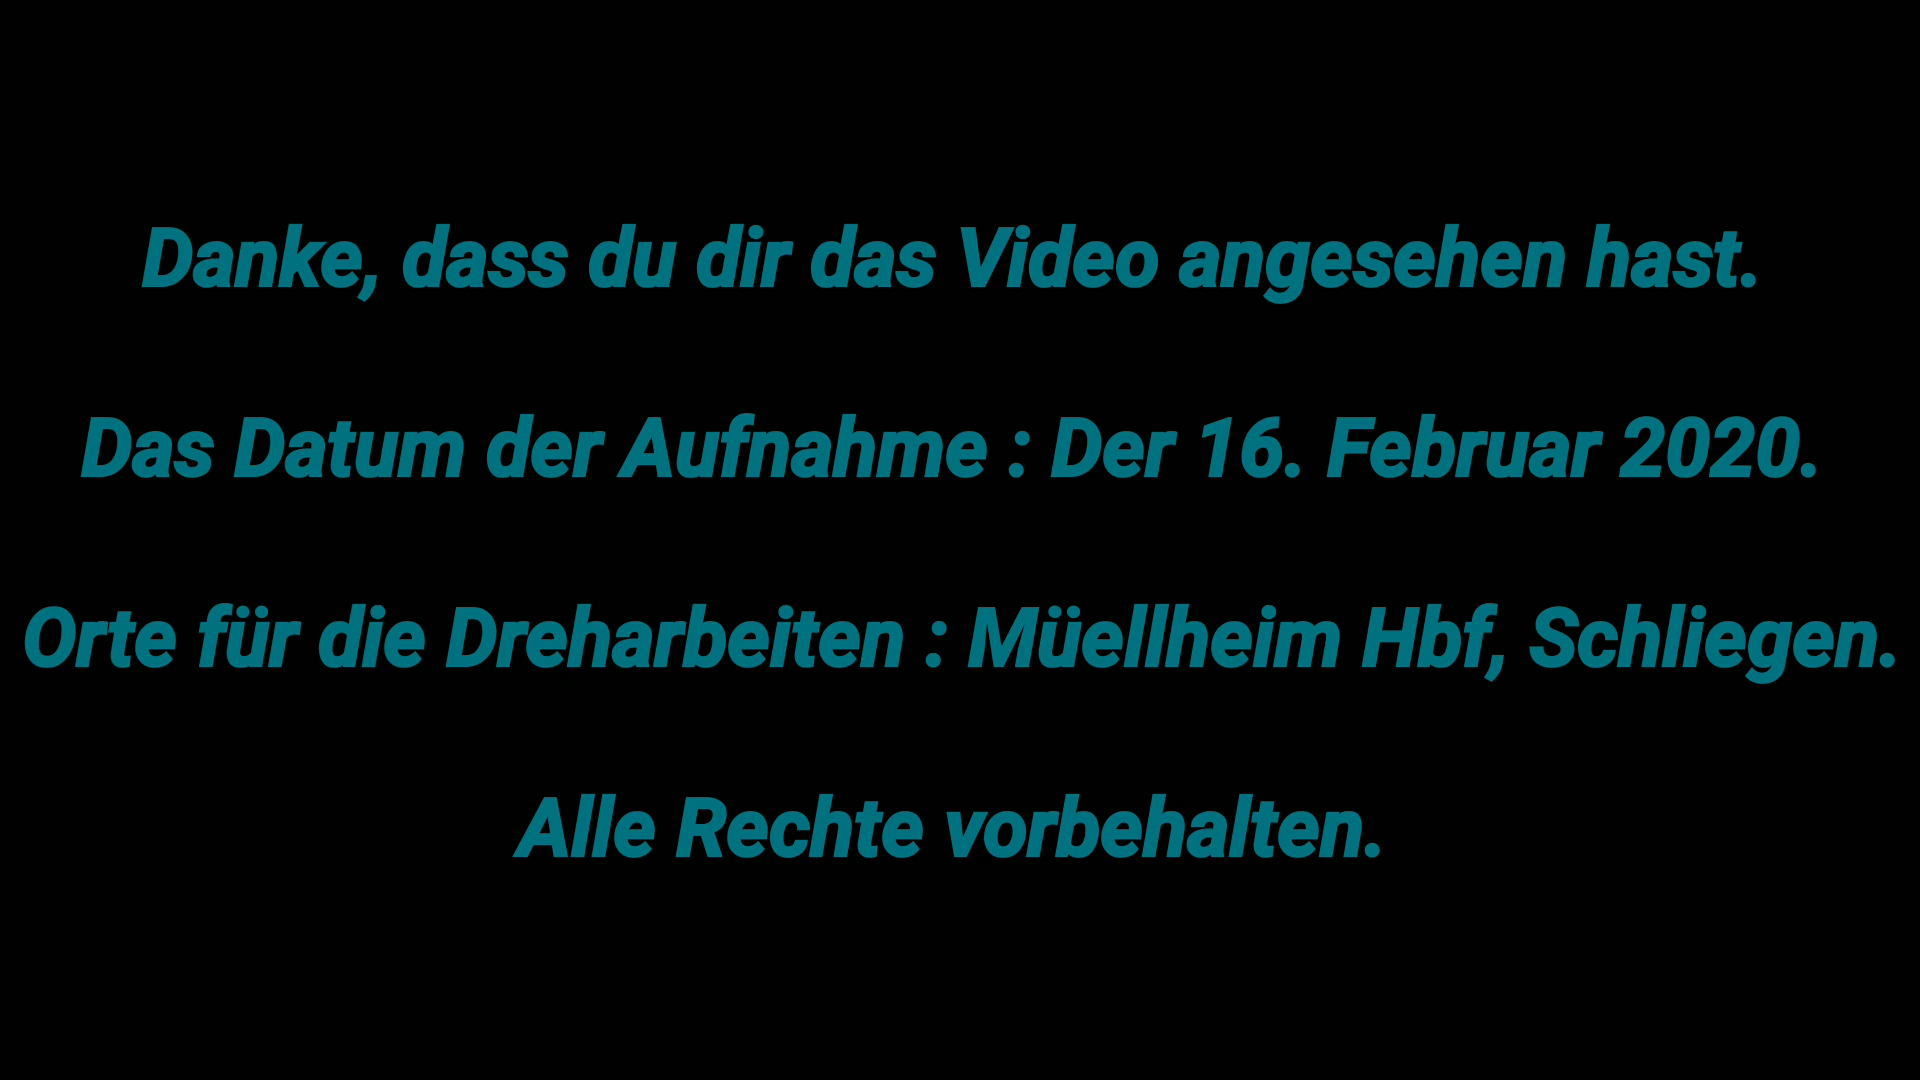 Danke, dass du dir das Video angesehen hast.
Das Datum der Aufnahme : Der 16. Februar 2020.
Orte für die Dreharbeiten : Müellheim Hbf, Schliegen.
Alle Rechte vorbehalten.